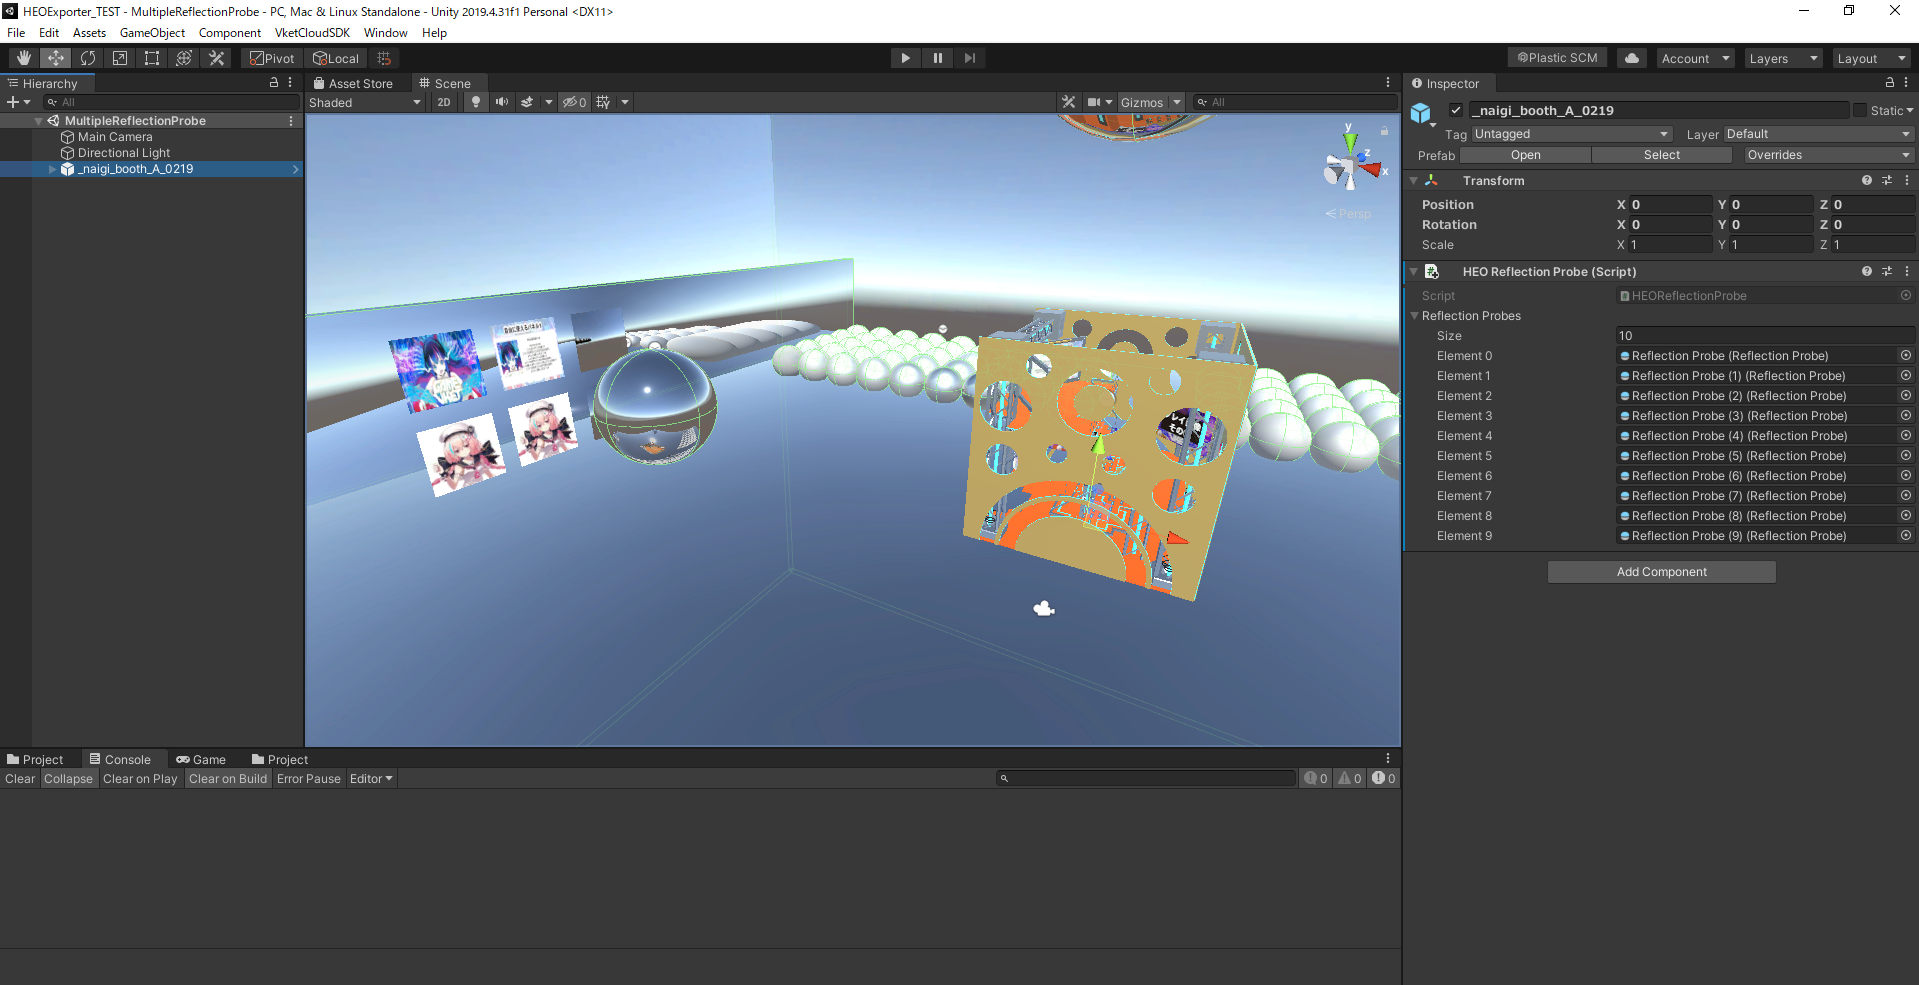 HEOExporter_TEST - MultipleReflectionProbe - PC, Mac & Linux Standalone - Unity 2019.4.31f1 Personal <DX11>
File Edit Assets GameObject Component VketCloudSDK Window Help
Pivot Local Plastic SCM Account Layers Layout
Hierarchy
All
MultipleReflectionProbe
Main Camera
Directional Light
_naigi_booth_A_0219
Asset Store Scene
Shaded 2D 0 Gizmos All
y
z
x
Persp
Inspector
_naigi_booth_A_0219 Static
Tag Untagged Layer Default
Prefab Open Select Overrides
Transform
Position X 0 Y 0 Z 0
Rotation X 0 Y 0 Z 0
Scale X 1 Y 1 Z 1
HEO Reflection Probe (Script)
Script HEOReflectionProbe
Reflection Probes
Size 10
Element 0 Reflection Probe (Reflection Probe)
Element 1 Reflection Probe (1) (Reflection Probe)
Element 2 Reflection Probe (2) (Reflection Probe)
Element 3 Reflection Probe (3) (Reflection Probe)
Element 4 Reflection Probe (4) (Reflection Probe)
Element 5 Reflection Probe (5) (Reflection Probe)
Element 6 Reflection Probe (6) (Reflection Probe)
Element 7 Reflection Probe (7) (Reflection Probe)
Element 8 Reflection Probe (8) (Reflection Probe)
Element 9 Reflection Probe (9) (Reflection Probe)
Add Component
Project Console Game Project
Clear Collapse Clear on Play Clear on Build Error Pause Editor 0 0 0